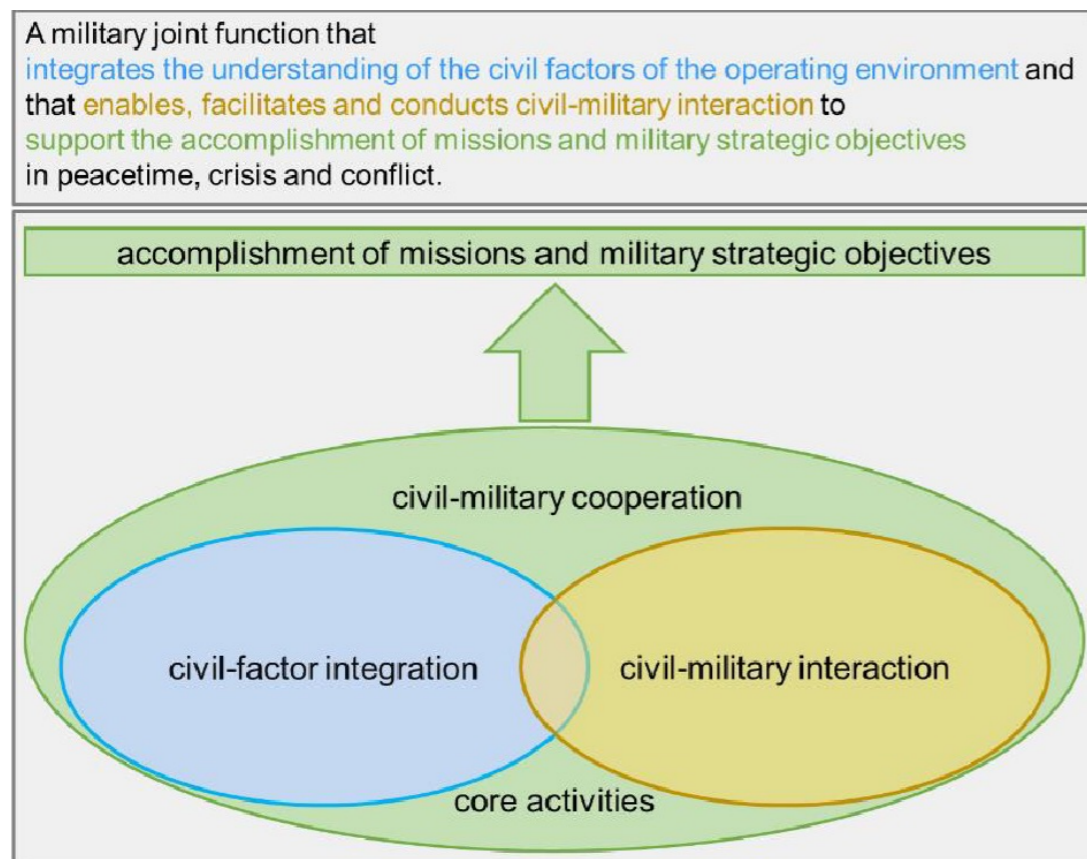 A military joint function that
integrates the understanding of the civil factors of the operating environment and
that enables, facilitates and conducts civil-military interaction to
support the accomplishment of missions and military strategic objectives
in peacetime, crisis and conflict.
accomplishment of missions and military strategic objectives
civil-military cooperation
civil-factor integration
civil-military interaction
core activities